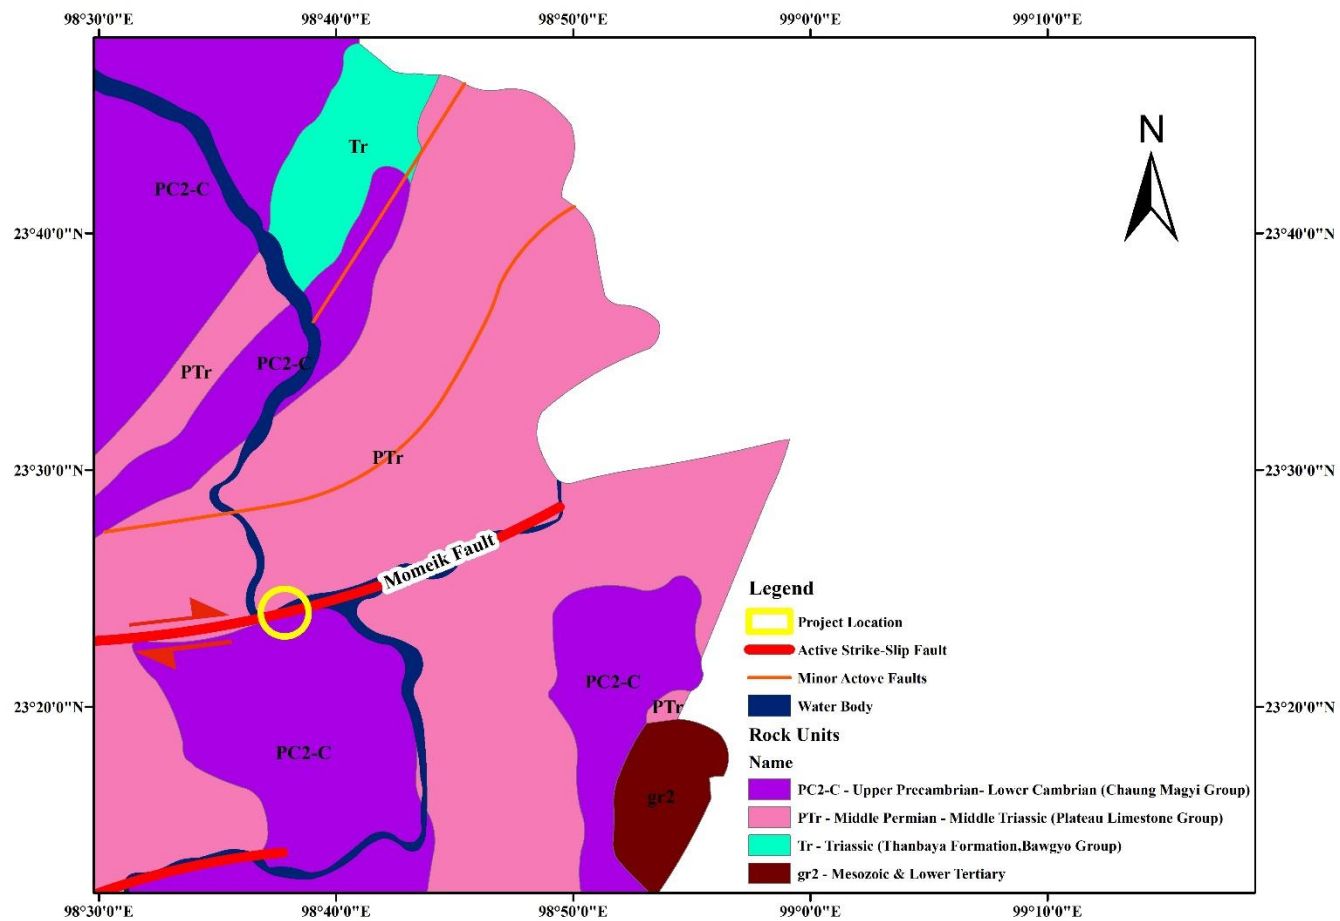 98°30'0"E 98°40'0"E 98°50'0"E 99°0'0"E 99°10'0"E
N
Tr
PC2-C
23°40'0"N 23°40'0"N
PC2-C
PTr
PTr
23°30'0"N 23°30'0"N
Momeik Fault
Legend
Project Location
Active Strike-Slip Fault
PC2-C
Minor Actove Faults
23°20'0"N PTr Water Body 23°20'0"N
Rock Units
PC2-C
Name
PC2-C - Upper Precambrian- Lower Cambrian (Chaung Magyi Group)
gr2
PTr - Middle Permian - Middle Triassic (Plateau Limestone Group)
Tr - Triassic (Thanbaya Formation,Bawgyo Group)
gr2 - Mesozoic & Lower Tertiary
98°30'0"E 98°40'0"E 98°50'0"E 99°0'0"E 99°10'0"E